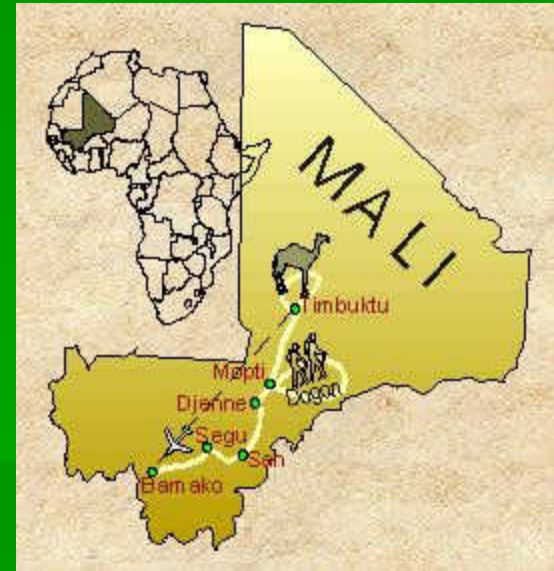 MALI
Timbuktu
Mopti
Dogon
Djenne
Segu
San
Bamako